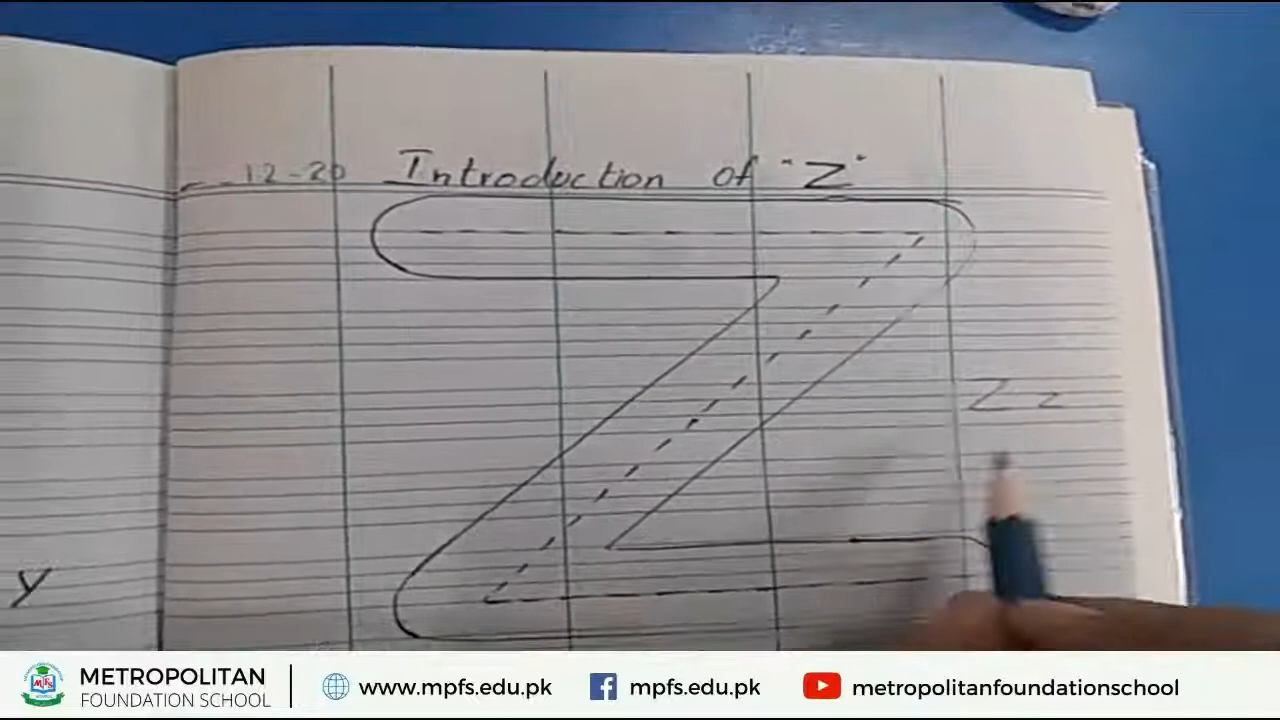 12-20 Introduction of "Z"
Z z
y
METROPOLITAN
FOUNDATION SCHOOL
www.mpfs.edu.pk
mpfs.edu.pk
metropolitanfoundationschool